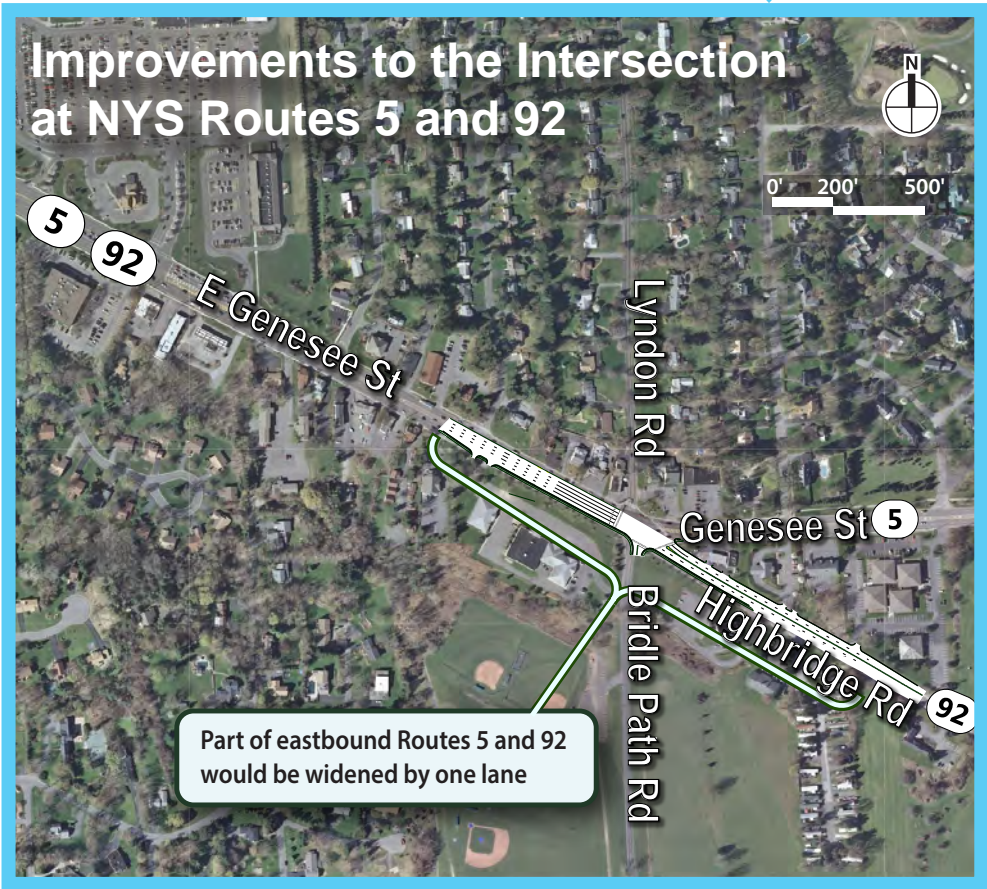 Improvements to the Intersection
at NYS Routes 5 and 92
N
0' 200' 500'
5
92
E Genesee St
Lyndon Rd
Genesee St 5
Highbridge Rd
92
Bridle Path Rd
Part of eastbound Routes 5 and 92
would be widened by one lane